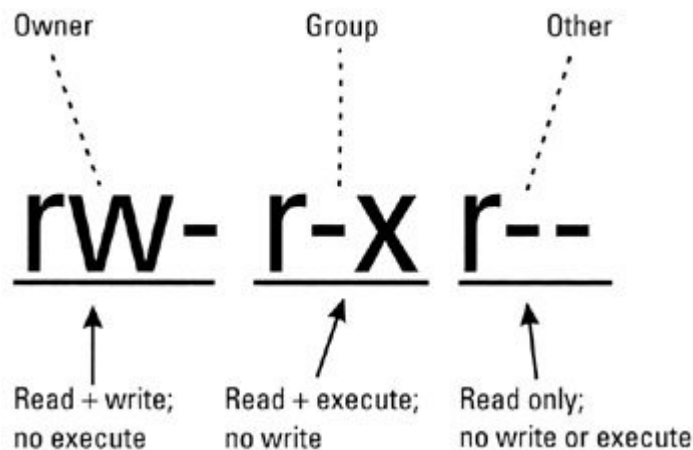 Owner Group Other
rw- r-x r--
Read + write; Read + execute; Read only;
no execute no write no write or execute